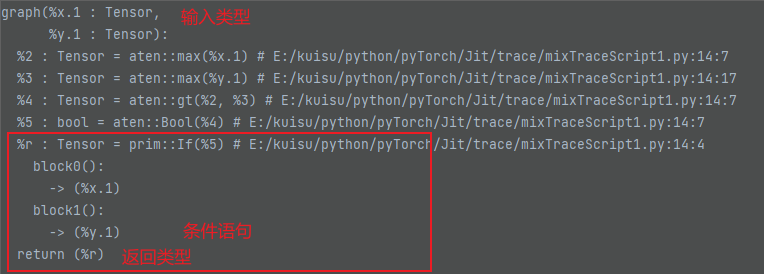 graph(%x.1 : Tensor, 输入类型
%y.1 : Tensor):
%2 : Tensor = aten::max(%x.1) # E:/kuisu/python/pyTorch/Jit/trace/mixTraceScript1.py:14:7
%3 : Tensor = aten::max(%y.1) # E:/kuisu/python/pyTorch/Jit/trace/mixTraceScript1.py:14:17
%4 : Tensor = aten::gt(%2, %3) # E:/kuisu/python/pyTorch/Jit/trace/mixTraceScript1.py:14:7
%5 : bool = aten::Bool(%4) # E:/kuisu/python/pyTorch/Jit/trace/mixTraceScript1.py:14:7
%r : Tensor = prim::If(%5) # E:/kuisu/python/pyTorch/Jit/trace/mixTraceScript1.py:14:4
block0():
-> (%x.1)
block1():
-> (%y.1) 条件语句
return (%r) 返回类型